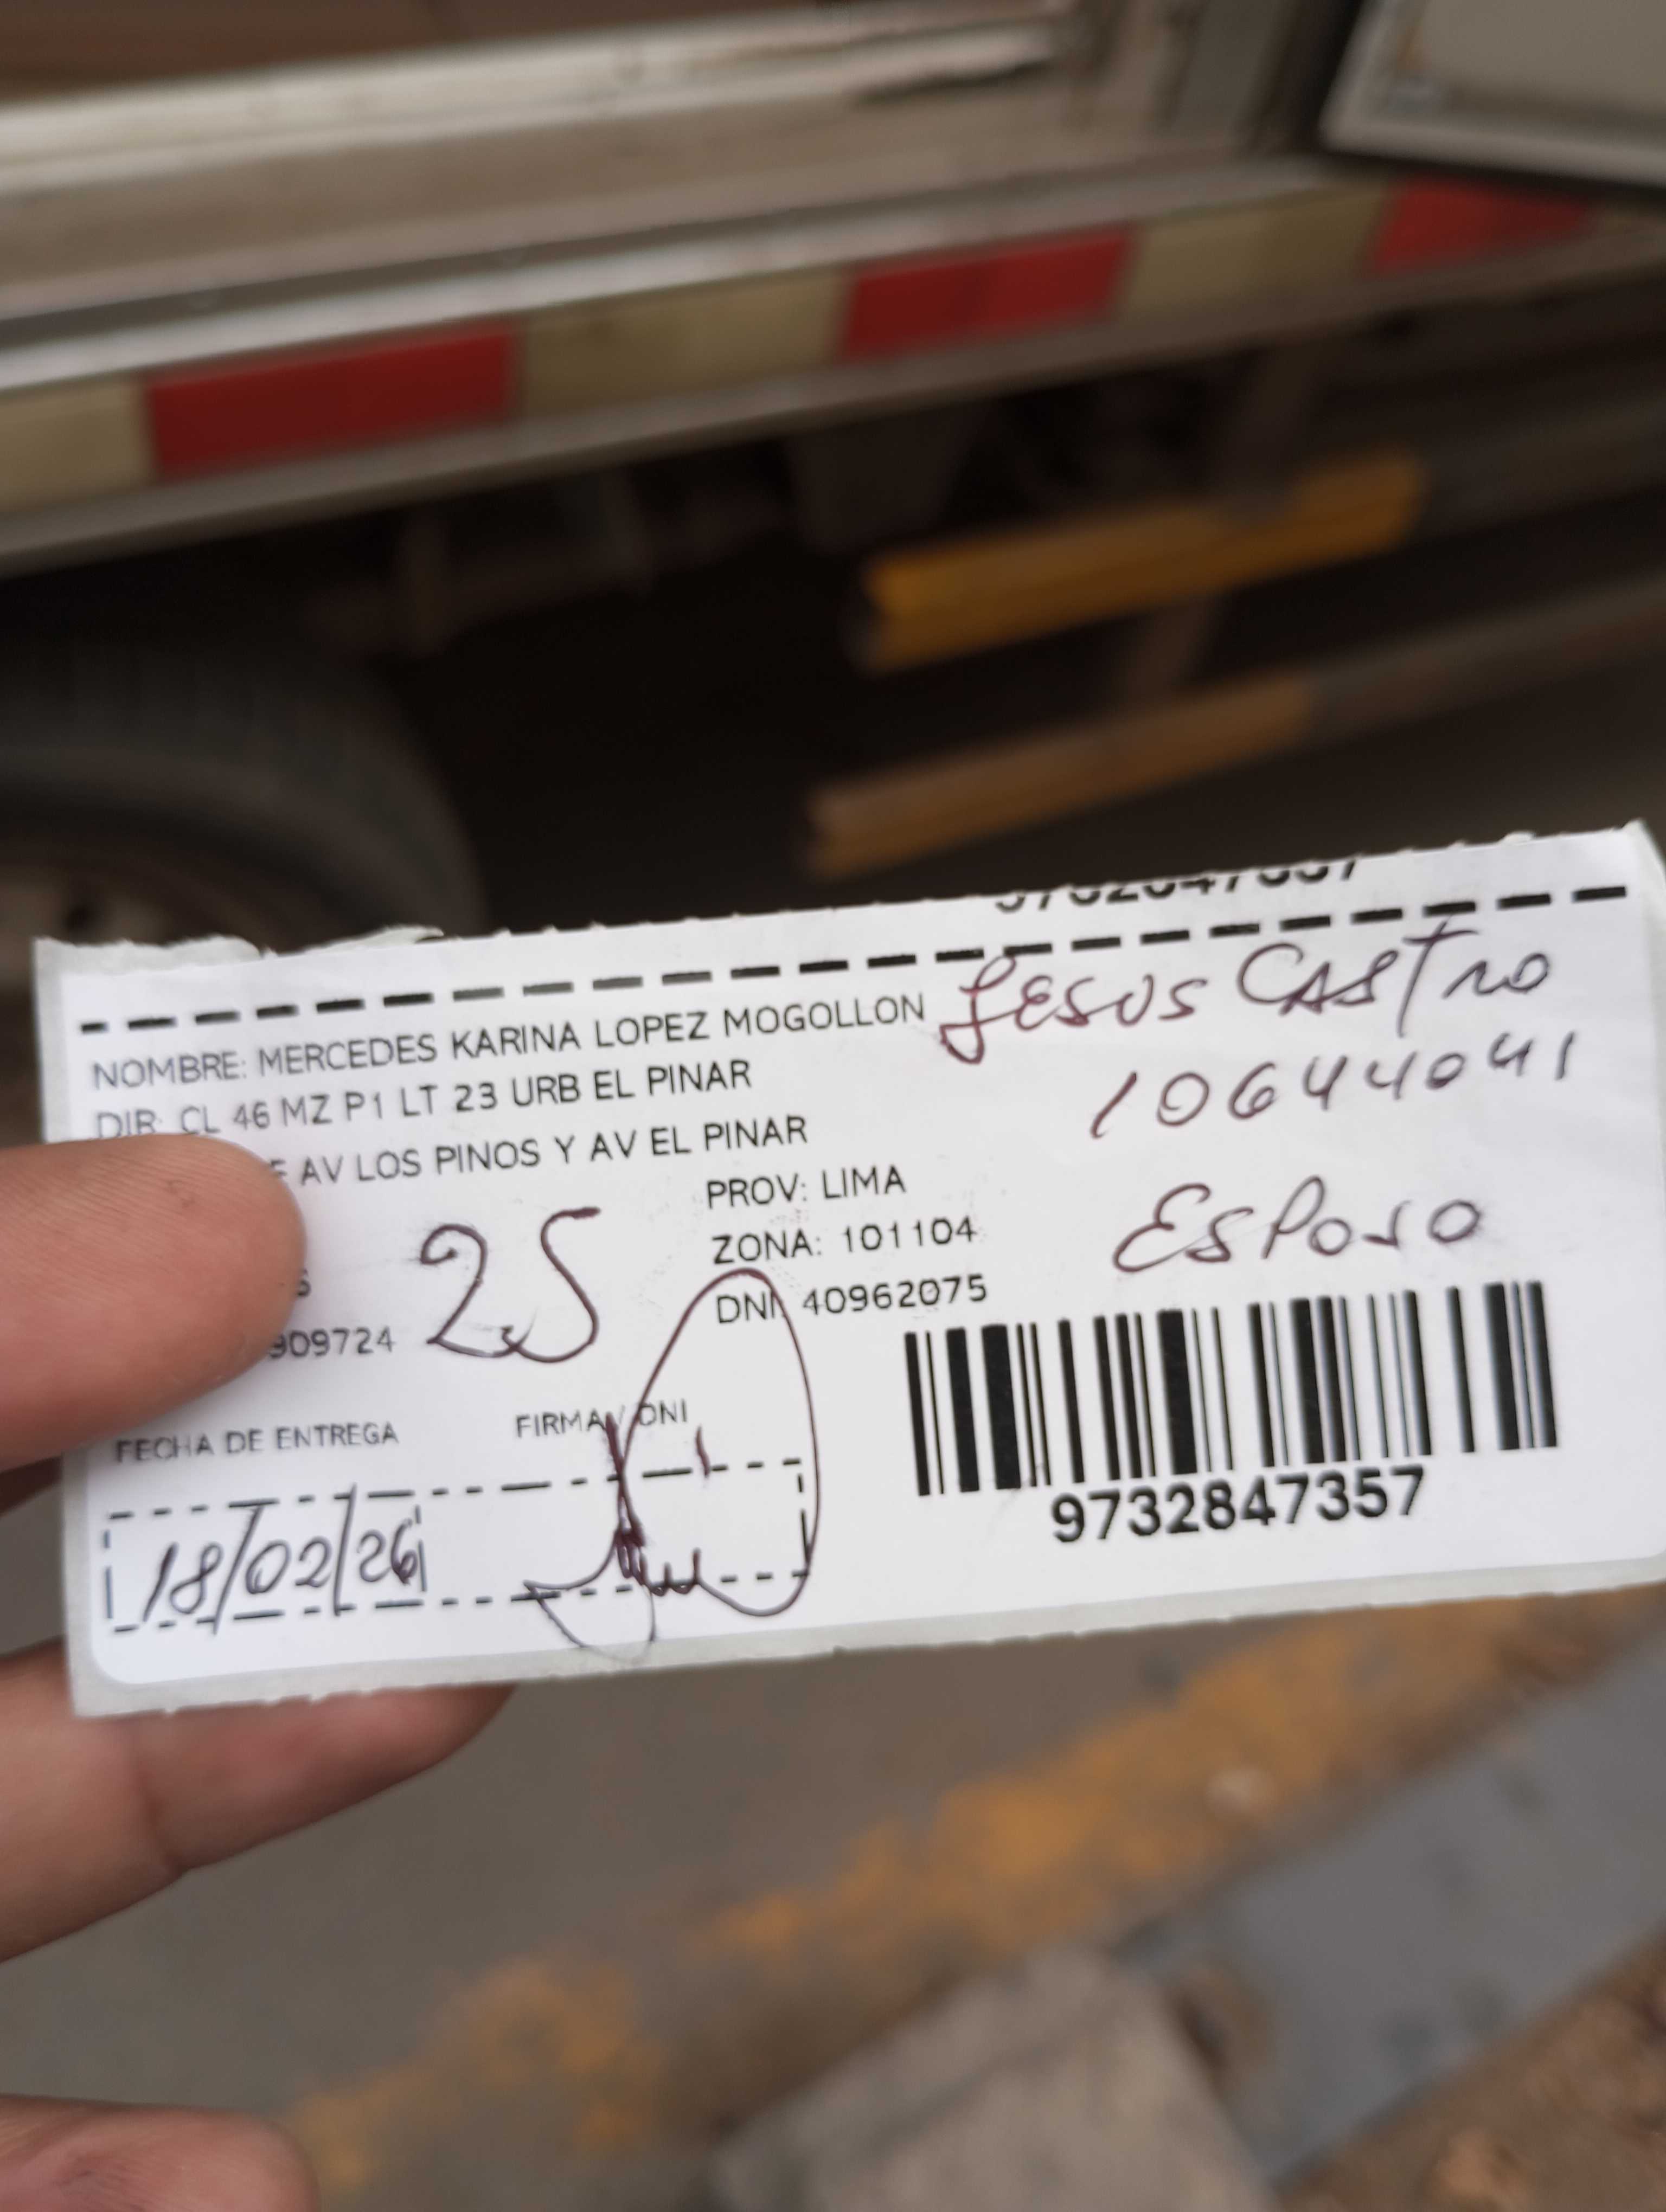 9732847357
NOMBRE: MERCEDES KARINA LOPEZ MOGOLLON
JESUS CASTRO
DIR: CL 46 MZ P1 LT 23 URB EL PINAR
10644041
AV LOS PINOS Y AV EL PINAR
PROV: LIMA
ESPOSO
ZONA: 101104
25
S
DNI: 40962075
909724
FECHA DE ENTREGA
FIRMA / DNI
18/02/26
9732847357